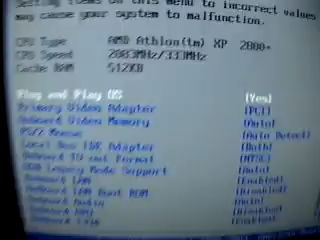 Setting items on this menu to incorrect values
may cause your system to malfunction.
CPU Type AMD Athlon(tm) XP 2800+
CPU Speed 2083MHz/333MHz
Cache RAM 512KB
Plug and Play OS [Yes]
Primary Video Adapter [PCI]
Onboard Video Memory [Auto]
PS/2 Mouse [Auto Detect]
Local Bus IDE Adapter [Both]
Onboard TV out Format [NTSC]
USB Legacy Mode Support [Auto]
Onboard LAN [Enabled]
Onboard LAN Boot ROM [Disabled]
Onboard Audio [Auto]
Onboard [Disabled]
Onboard [Enabled]